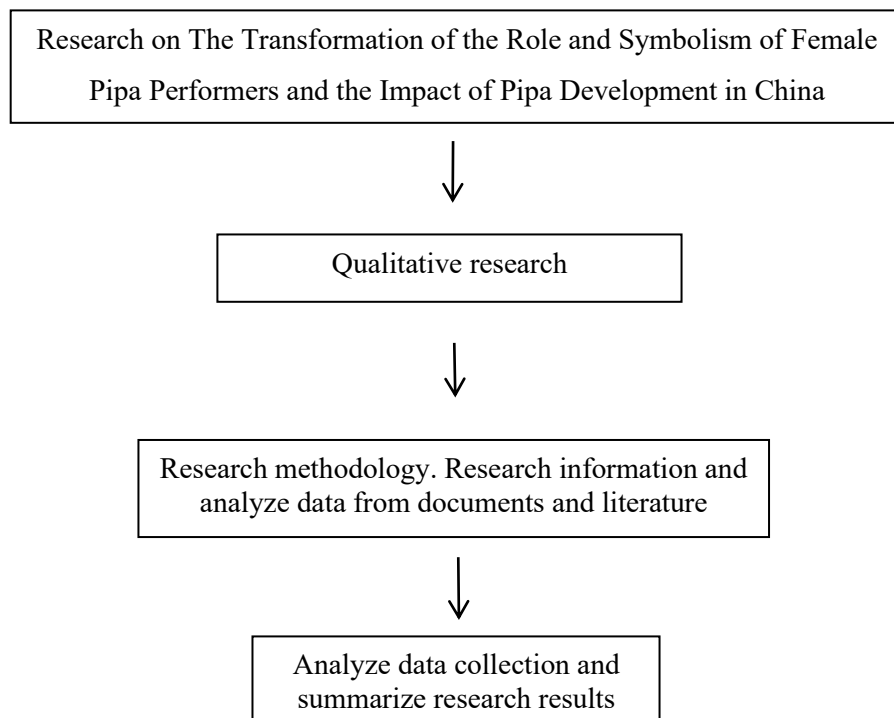 Research on The Transformation of the Role and Symbolism of Female
Pipa Performers and the Impact of Pipa Development in China
Qualitative research
Research methodology. Research information and
analyze data from documents and literature
Analyze data collection and
summarize research results